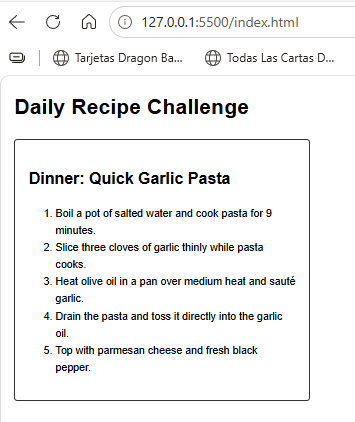 127.0.0.1:5500/index.html
Tarjetas Dragon Ba... Todas Las Cartas D...
Daily Recipe Challenge
Dinner: Quick Garlic Pasta
1. Boil a pot of salted water and cook pasta for 9
minutes.
2. Slice three cloves of garlic thinly while pasta
cooks.
3. Heat olive oil in a pan over medium heat and sauté
garlic.
4. Drain the pasta and toss it directly into the garlic
oil.
5. Top with parmesan cheese and fresh black
pepper.